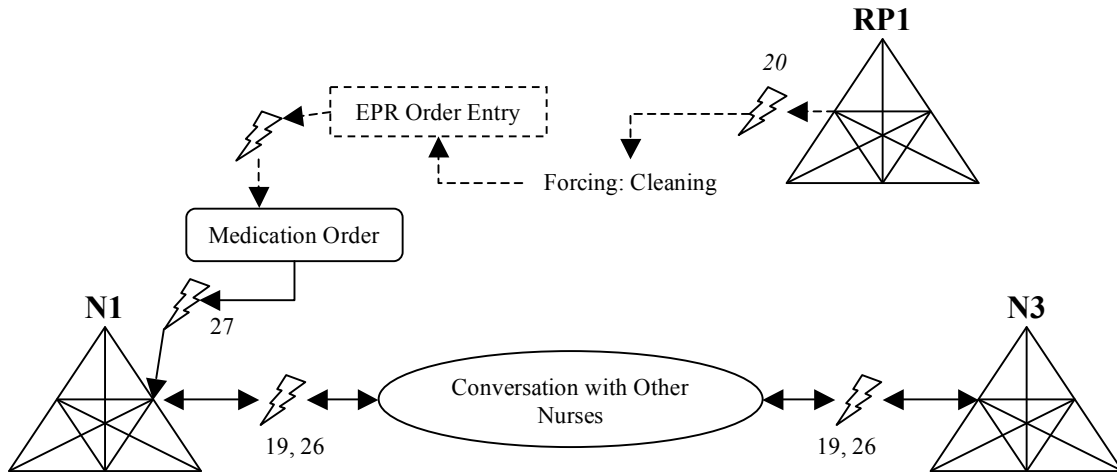 RP1
20
EPR Order Entry
Forcing: Cleaning
Medication Order
N1
27
N3
Conversation with Other
Nurses
19, 26
19, 26